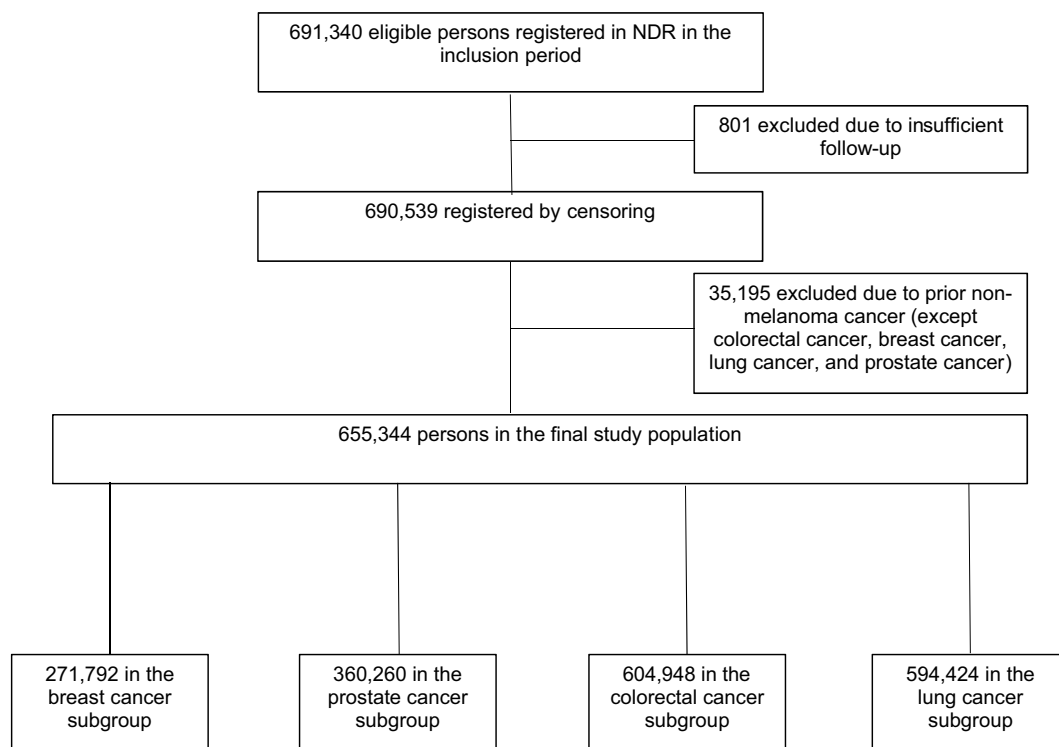 691,340 eligible persons registered in NDR in the
inclusion period
801 excluded due to insufficient
follow-up
690,539 registered by censoring
35,195 excluded due to prior non-
melanoma cancer (except
colorectal cancer, breast cancer,
lung cancer, and prostate cancer)
655,344 persons in the final study population
271,792 in the
breast cancer
subgroup
360,260 in the
prostate cancer
subgroup
604,948 in the
colorectal cancer
subgroup
594,424 in the
lung cancer
subgroup